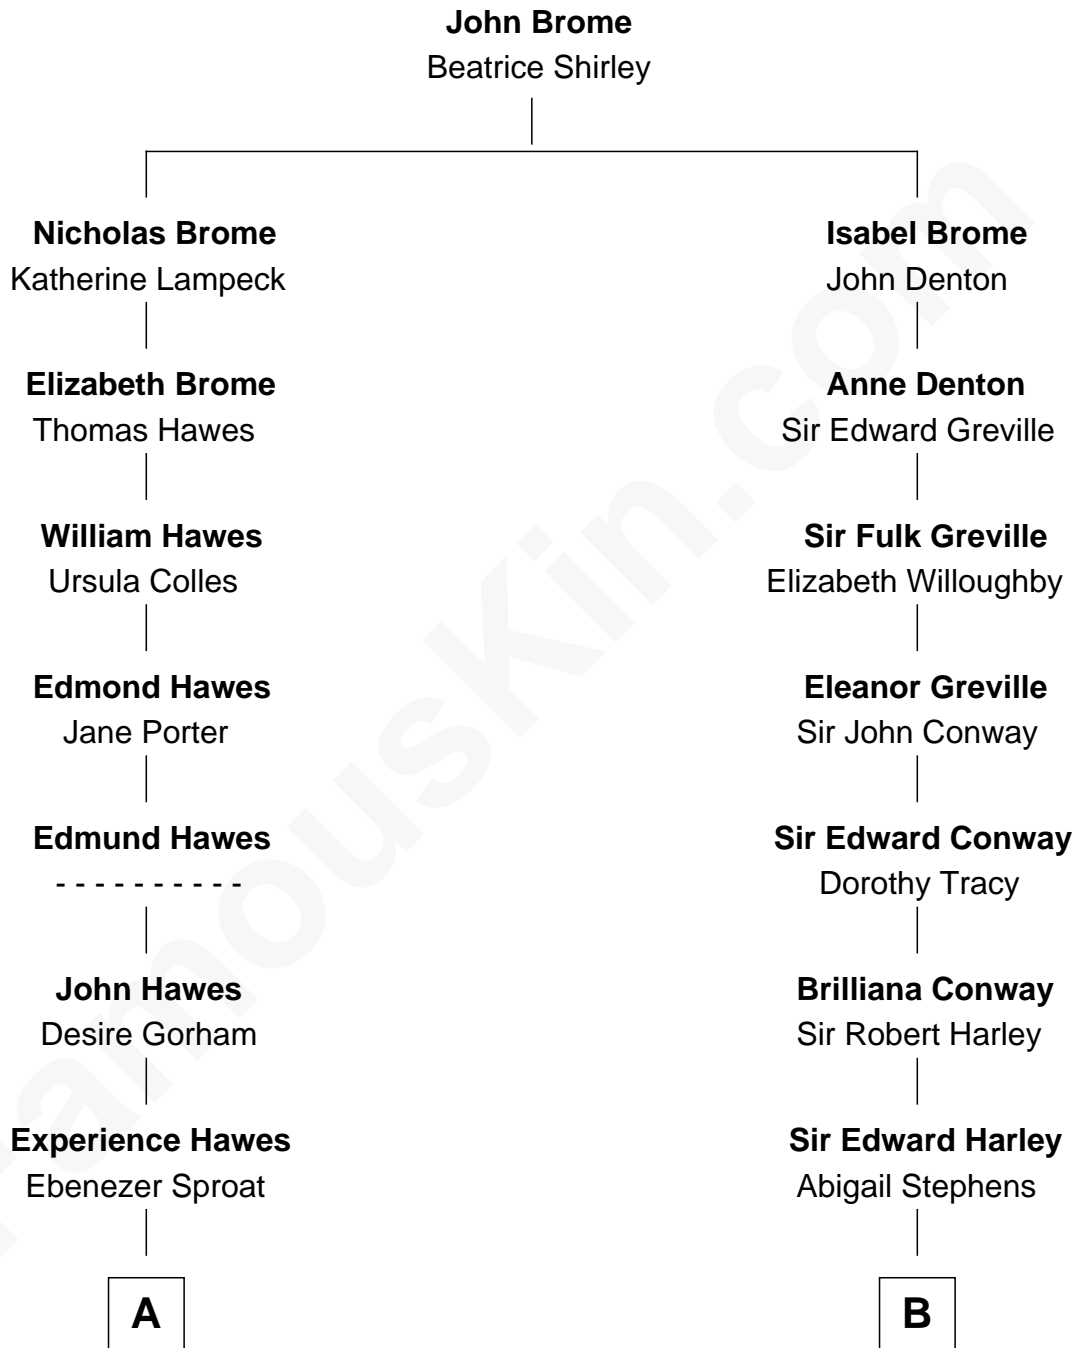 John Brome
Beatrice Shirley
Nicholas Brome
Katherine Lampeck
Isabel Brome
John Denton
Elizabeth Brome
Thomas Hawes
Anne Denton
Sir Edward Greville
William Hawes
Ursula Colles
Sir Fulk Greville
Elizabeth Willoughby
Edmond Hawes
Jane Porter
Eleanor Greville
Sir John Conway
Edmund Hawes
- - - - - - - - - -
Sir Edward Conway
Dorothy Tracy
John Hawes
Desire Gorham
Brilliana Conway
Sir Robert Harley
Experience Hawes
Ebenezer Sproat
Sir Edward Harley
Abigail Stephens
A
B
FamousKin.com